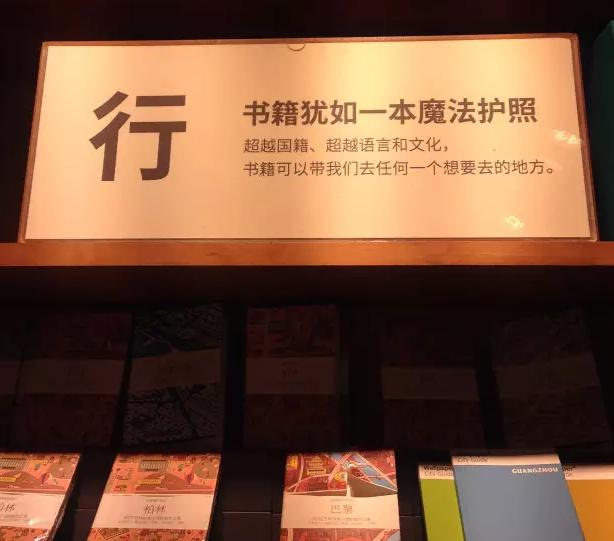 行
书籍犹如一本魔法护照
超越国籍、超越语言和文化，
书籍可以带我们去任何一个想要去的地方。
柏林
巴黎
Wallpaper
City Guide
City Guide
GUANGZHOU